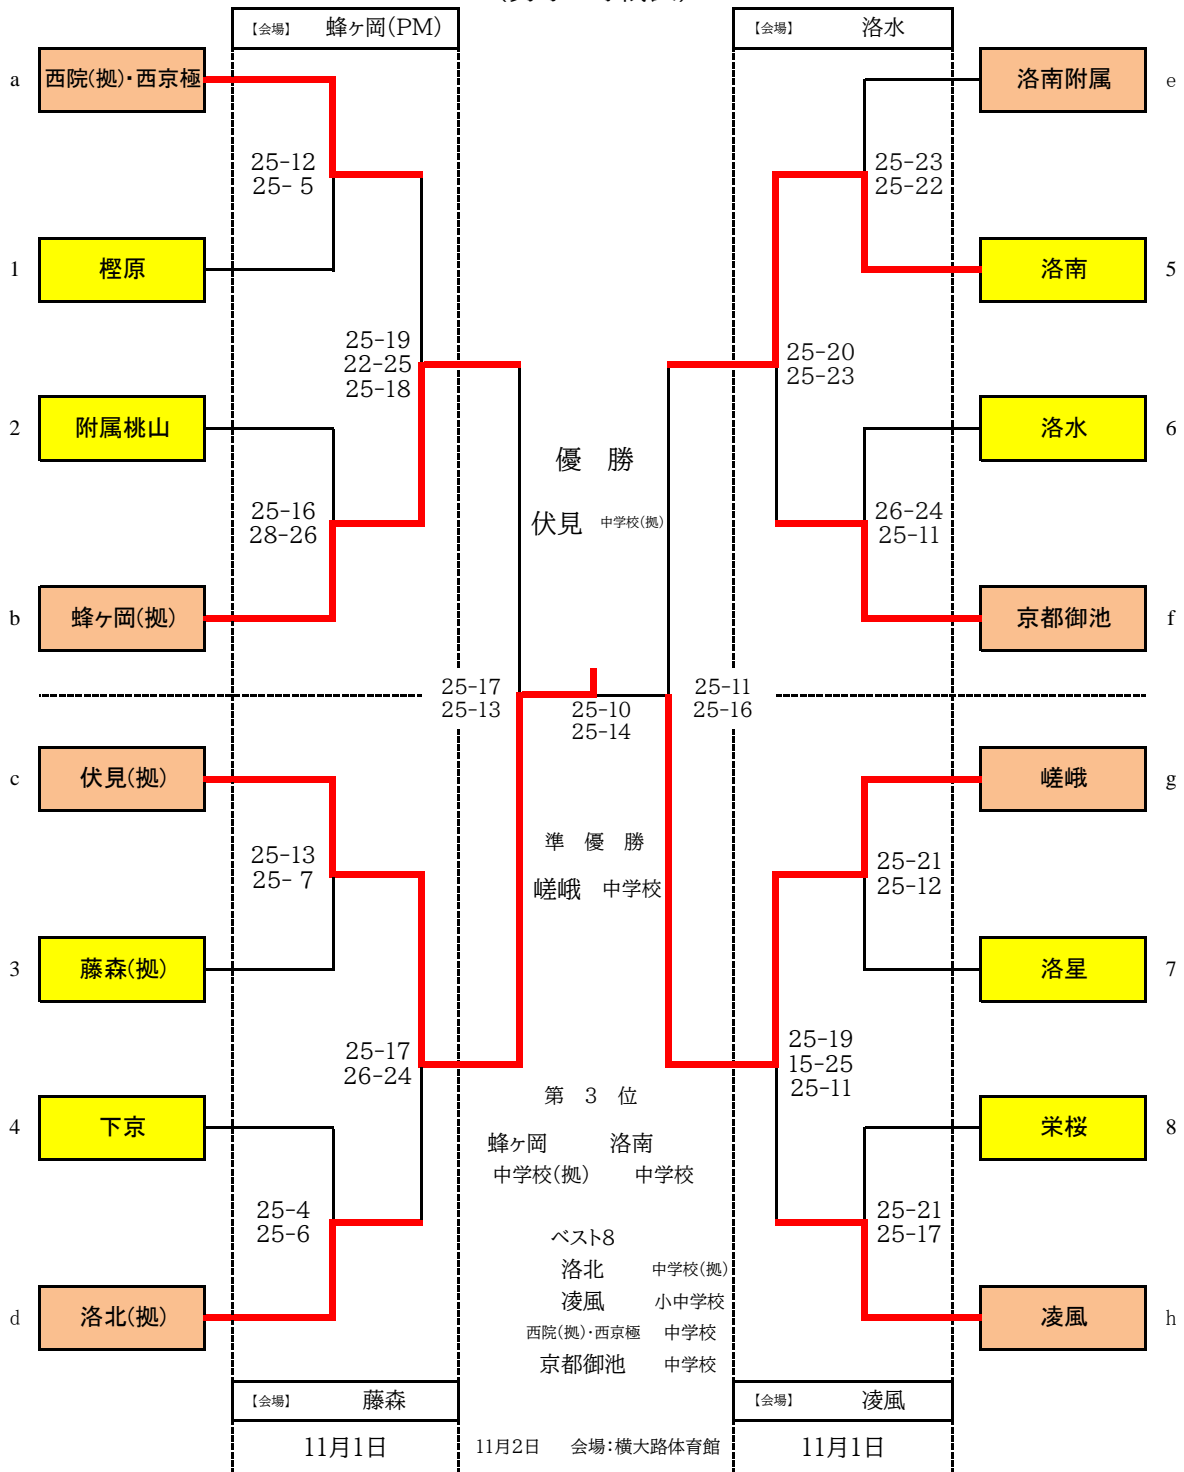 【会場】 蜂ヶ岡(PM)
【会場】 洛水
a 西院(拠)・西京極
洛南附属 e
25-12
25- 5
25-23
25-22
1 樫原
洛南 5
25-19
22-25
25-18
25-20
25-23
2 附属桃山
洛水 6
優 勝
伏見 中学校(拠)
25-16
28-26
26-24
25-11
b 蜂ヶ岡(拠)
京都御池 f
25-17
25-13
25-10
25-14
25-11
25-16
c 伏見(拠)
嵯峨 g
準 優 勝
嵯峨 中学校
25-13
25- 7
25-21
25-12
3 藤森(拠)
洛星 7
25-17
26-24
25-19
15-25
25-11
第 3 位
蜂ヶ岡 洛南
中学校(拠) 中学校
4 下京
栄桜 8
25-4
25-6
25-21
25-17
ベスト8
洛北 中学校(拠)
凌風 小中学校
西院(拠)・西京極 中学校
京都御池 中学校
d 洛北(拠)
凌風 h
【会場】 藤森
【会場】 凌風
11月1日
11月2日 会場:横大路体育館
11月1日